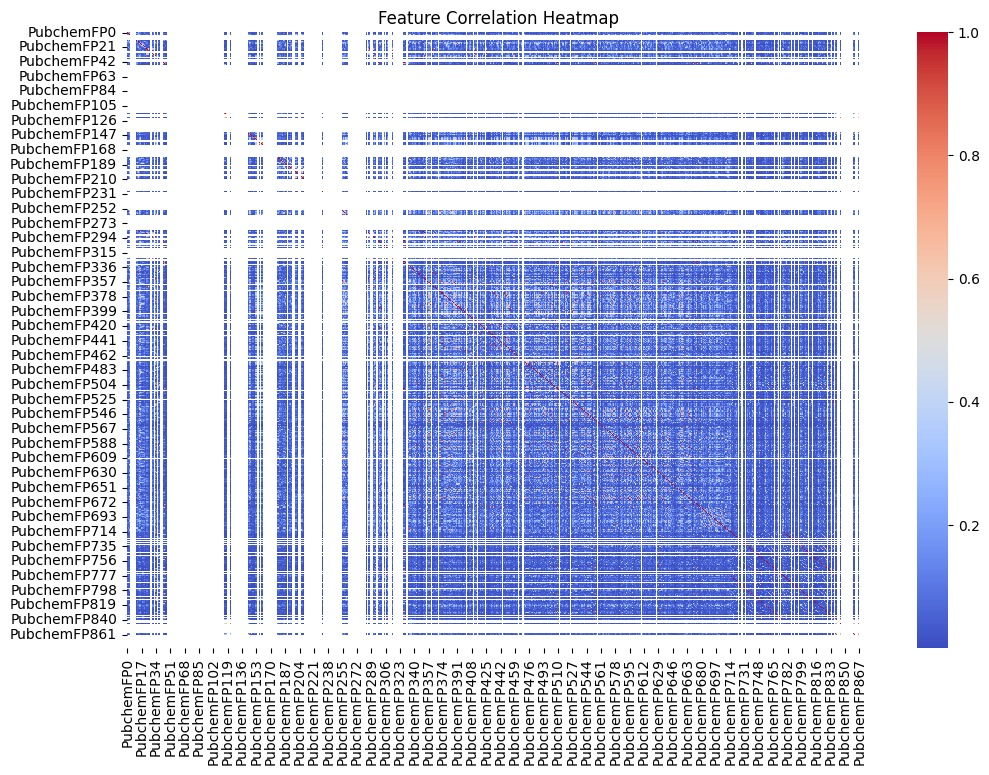 Feature Correlation Heatmap
PubchemFP0
PubchemFP21
PubchemFP42
PubchemFP63
PubchemFP84
PubchemFP105
PubchemFP126
PubchemFP147
PubchemFP168
PubchemFP189
PubchemFP210
PubchemFP231
PubchemFP252
PubchemFP273
PubchemFP294
PubchemFP315
PubchemFP336
PubchemFP357
PubchemFP378
PubchemFP399
PubchemFP420
PubchemFP441
PubchemFP462
PubchemFP483
PubchemFP504
PubchemFP525
PubchemFP546
PubchemFP567
PubchemFP588
PubchemFP609
PubchemFP630
PubchemFP651
PubchemFP672
PubchemFP693
PubchemFP714
PubchemFP735
PubchemFP756
PubchemFP777
PubchemFP798
PubchemFP819
PubchemFP840
PubchemFP861
PubchemFP0
PubchemFP17
PubchemFP34
PubchemFP51
PubchemFP68
PubchemFP85
PubchemFP102
PubchemFP119
PubchemFP136
PubchemFP153
PubchemFP170
PubchemFP187
PubchemFP204
PubchemFP221
PubchemFP238
PubchemFP255
PubchemFP272
PubchemFP289
PubchemFP306
PubchemFP323
PubchemFP340
PubchemFP357
PubchemFP374
PubchemFP391
PubchemFP408
PubchemFP425
PubchemFP442
PubchemFP459
PubchemFP476
PubchemFP493
PubchemFP510
PubchemFP527
PubchemFP544
PubchemFP561
PubchemFP578
PubchemFP595
PubchemFP612
PubchemFP629
PubchemFP646
PubchemFP663
PubchemFP680
PubchemFP697
PubchemFP714
PubchemFP731
PubchemFP748
PubchemFP765
PubchemFP782
PubchemFP799
PubchemFP816
PubchemFP833
PubchemFP850
PubchemFP867
1.0
0.8
0.6
0.4
0.2